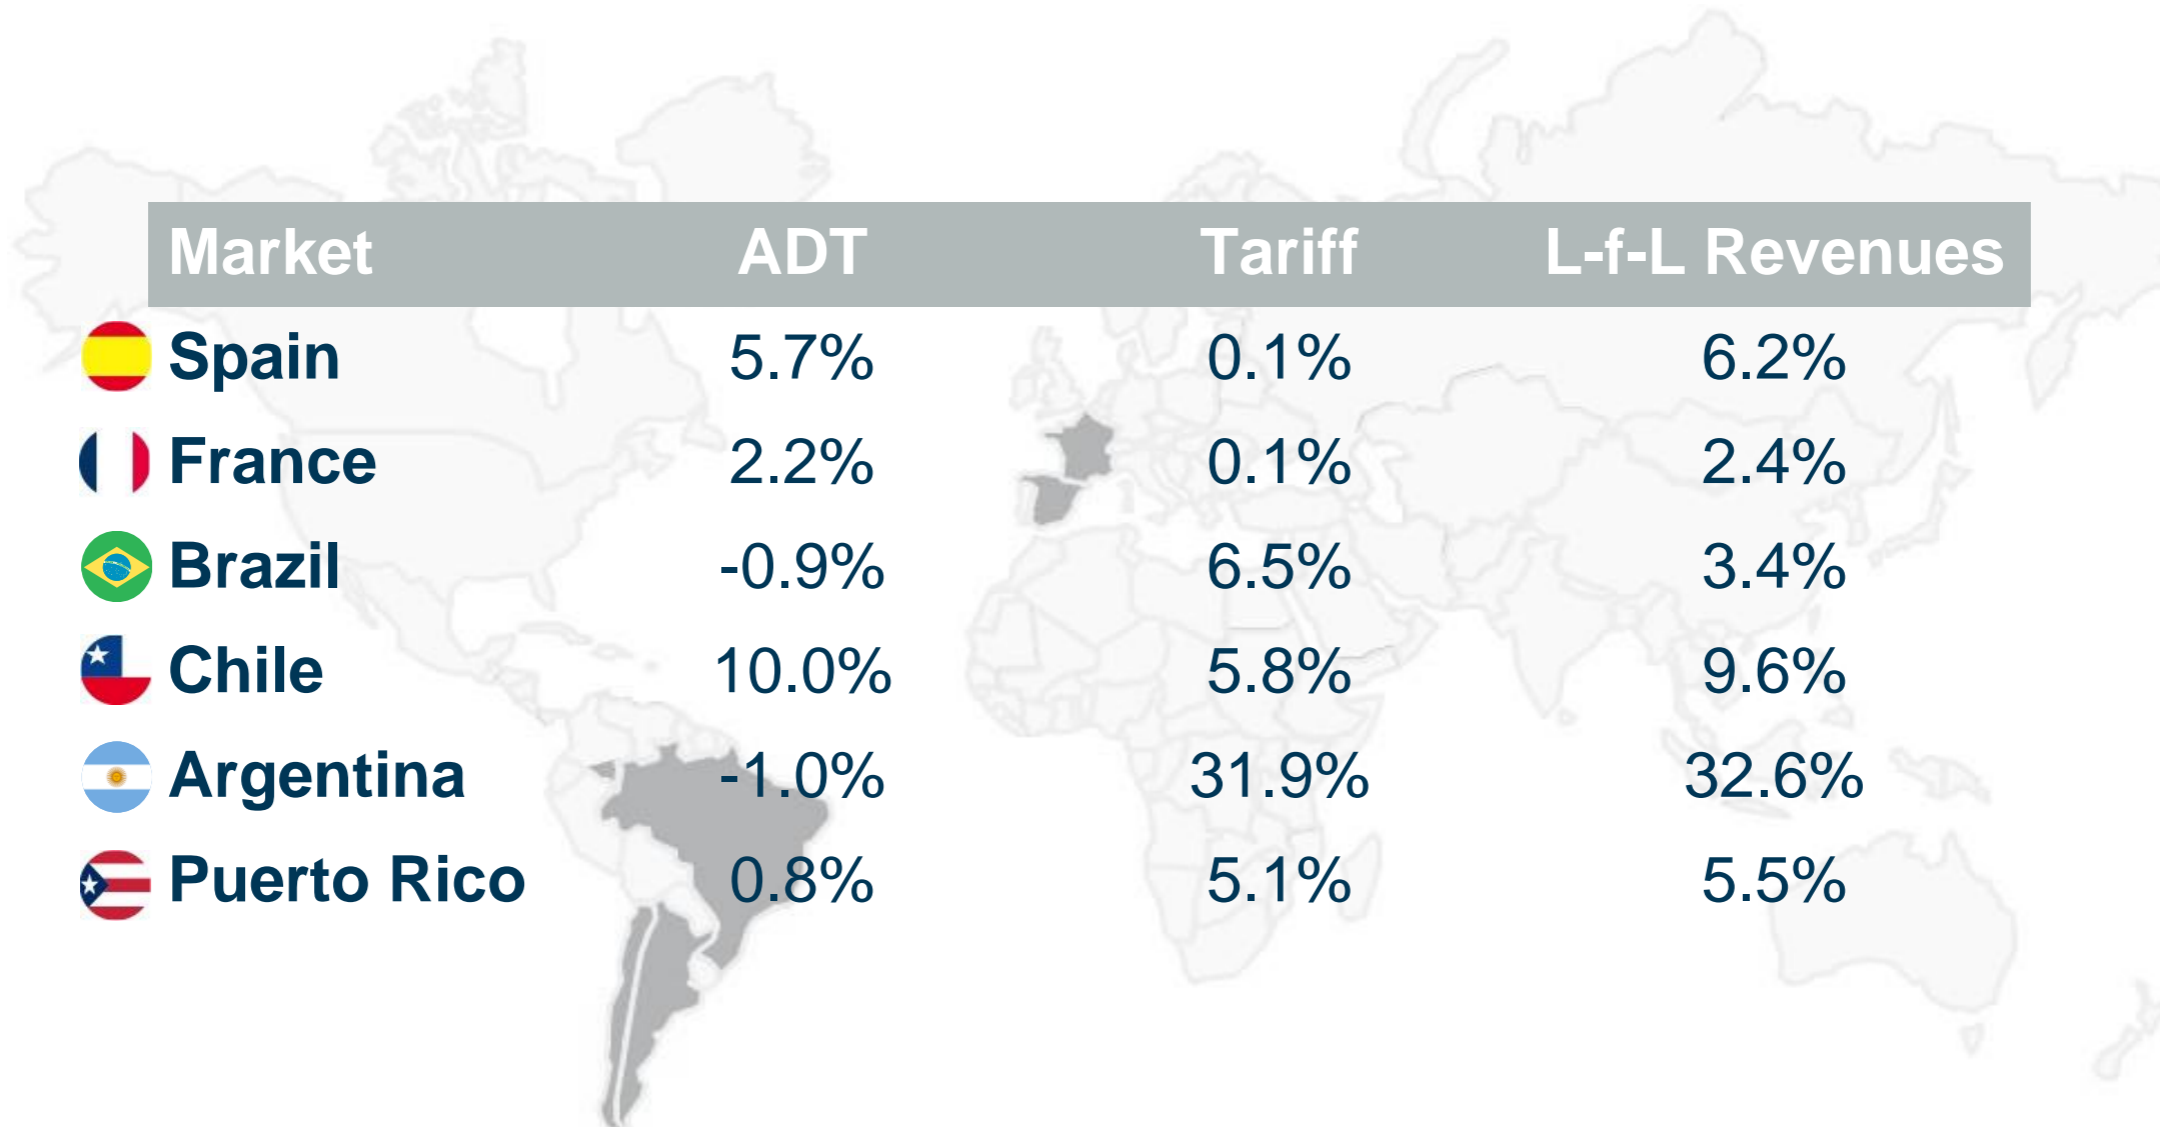 Market ADT Tariff L-f-L Revenues
Spain 5.7% 0.1% 6.2%
France 2.2% 0.1% 2.4%
Brazil -0.9% 6.5% 3.4%
Chile 10.0% 5.8% 9.6%
Argentina -1.0% 31.9% 32.6%
Puerto Rico 0.8% 5.1% 5.5%